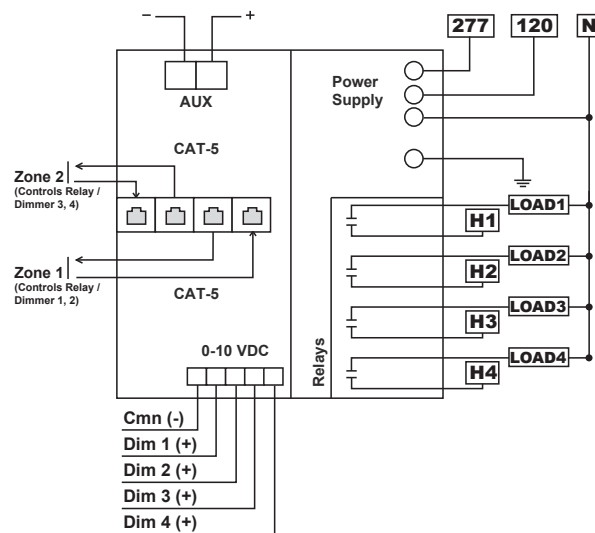 − +
277 120 N
AUX
Power
Supply
CAT-5
Zone 2
(Controls Relay /
Dimmer 3, 4)
Zone 1
(Controls Relay /
Dimmer 1, 2)
CAT-5
0-10 VDC
Relays
LOAD1
H1
LOAD2
H2
LOAD3
H3
LOAD4
H4
Cmn (-)
Dim 1 (+)
Dim 2 (+)
Dim 3 (+)
Dim 4 (+)